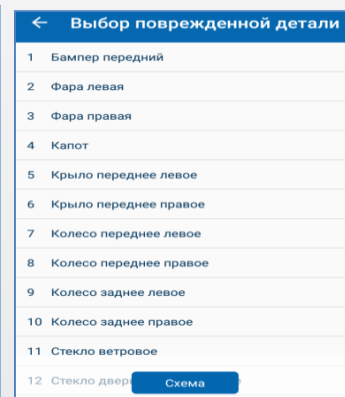 Выбор поврежденной детали
1 Бампер передний
2 Фара левая
3 Фара правая
4 Капот
5 Крыло переднее левое
6 Крыло переднее правое
7 Колесо переднее левое
8 Колесо переднее правое
9 Колесо заднее левое
10 Колесо заднее правое
11 Стекло ветровое
12 Стекло
Схема